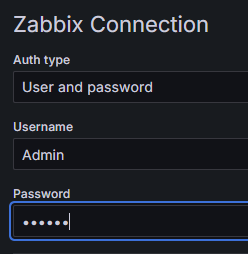 Zabbix Connection
Auth type
User and password
Username
Admin
Password
••••••